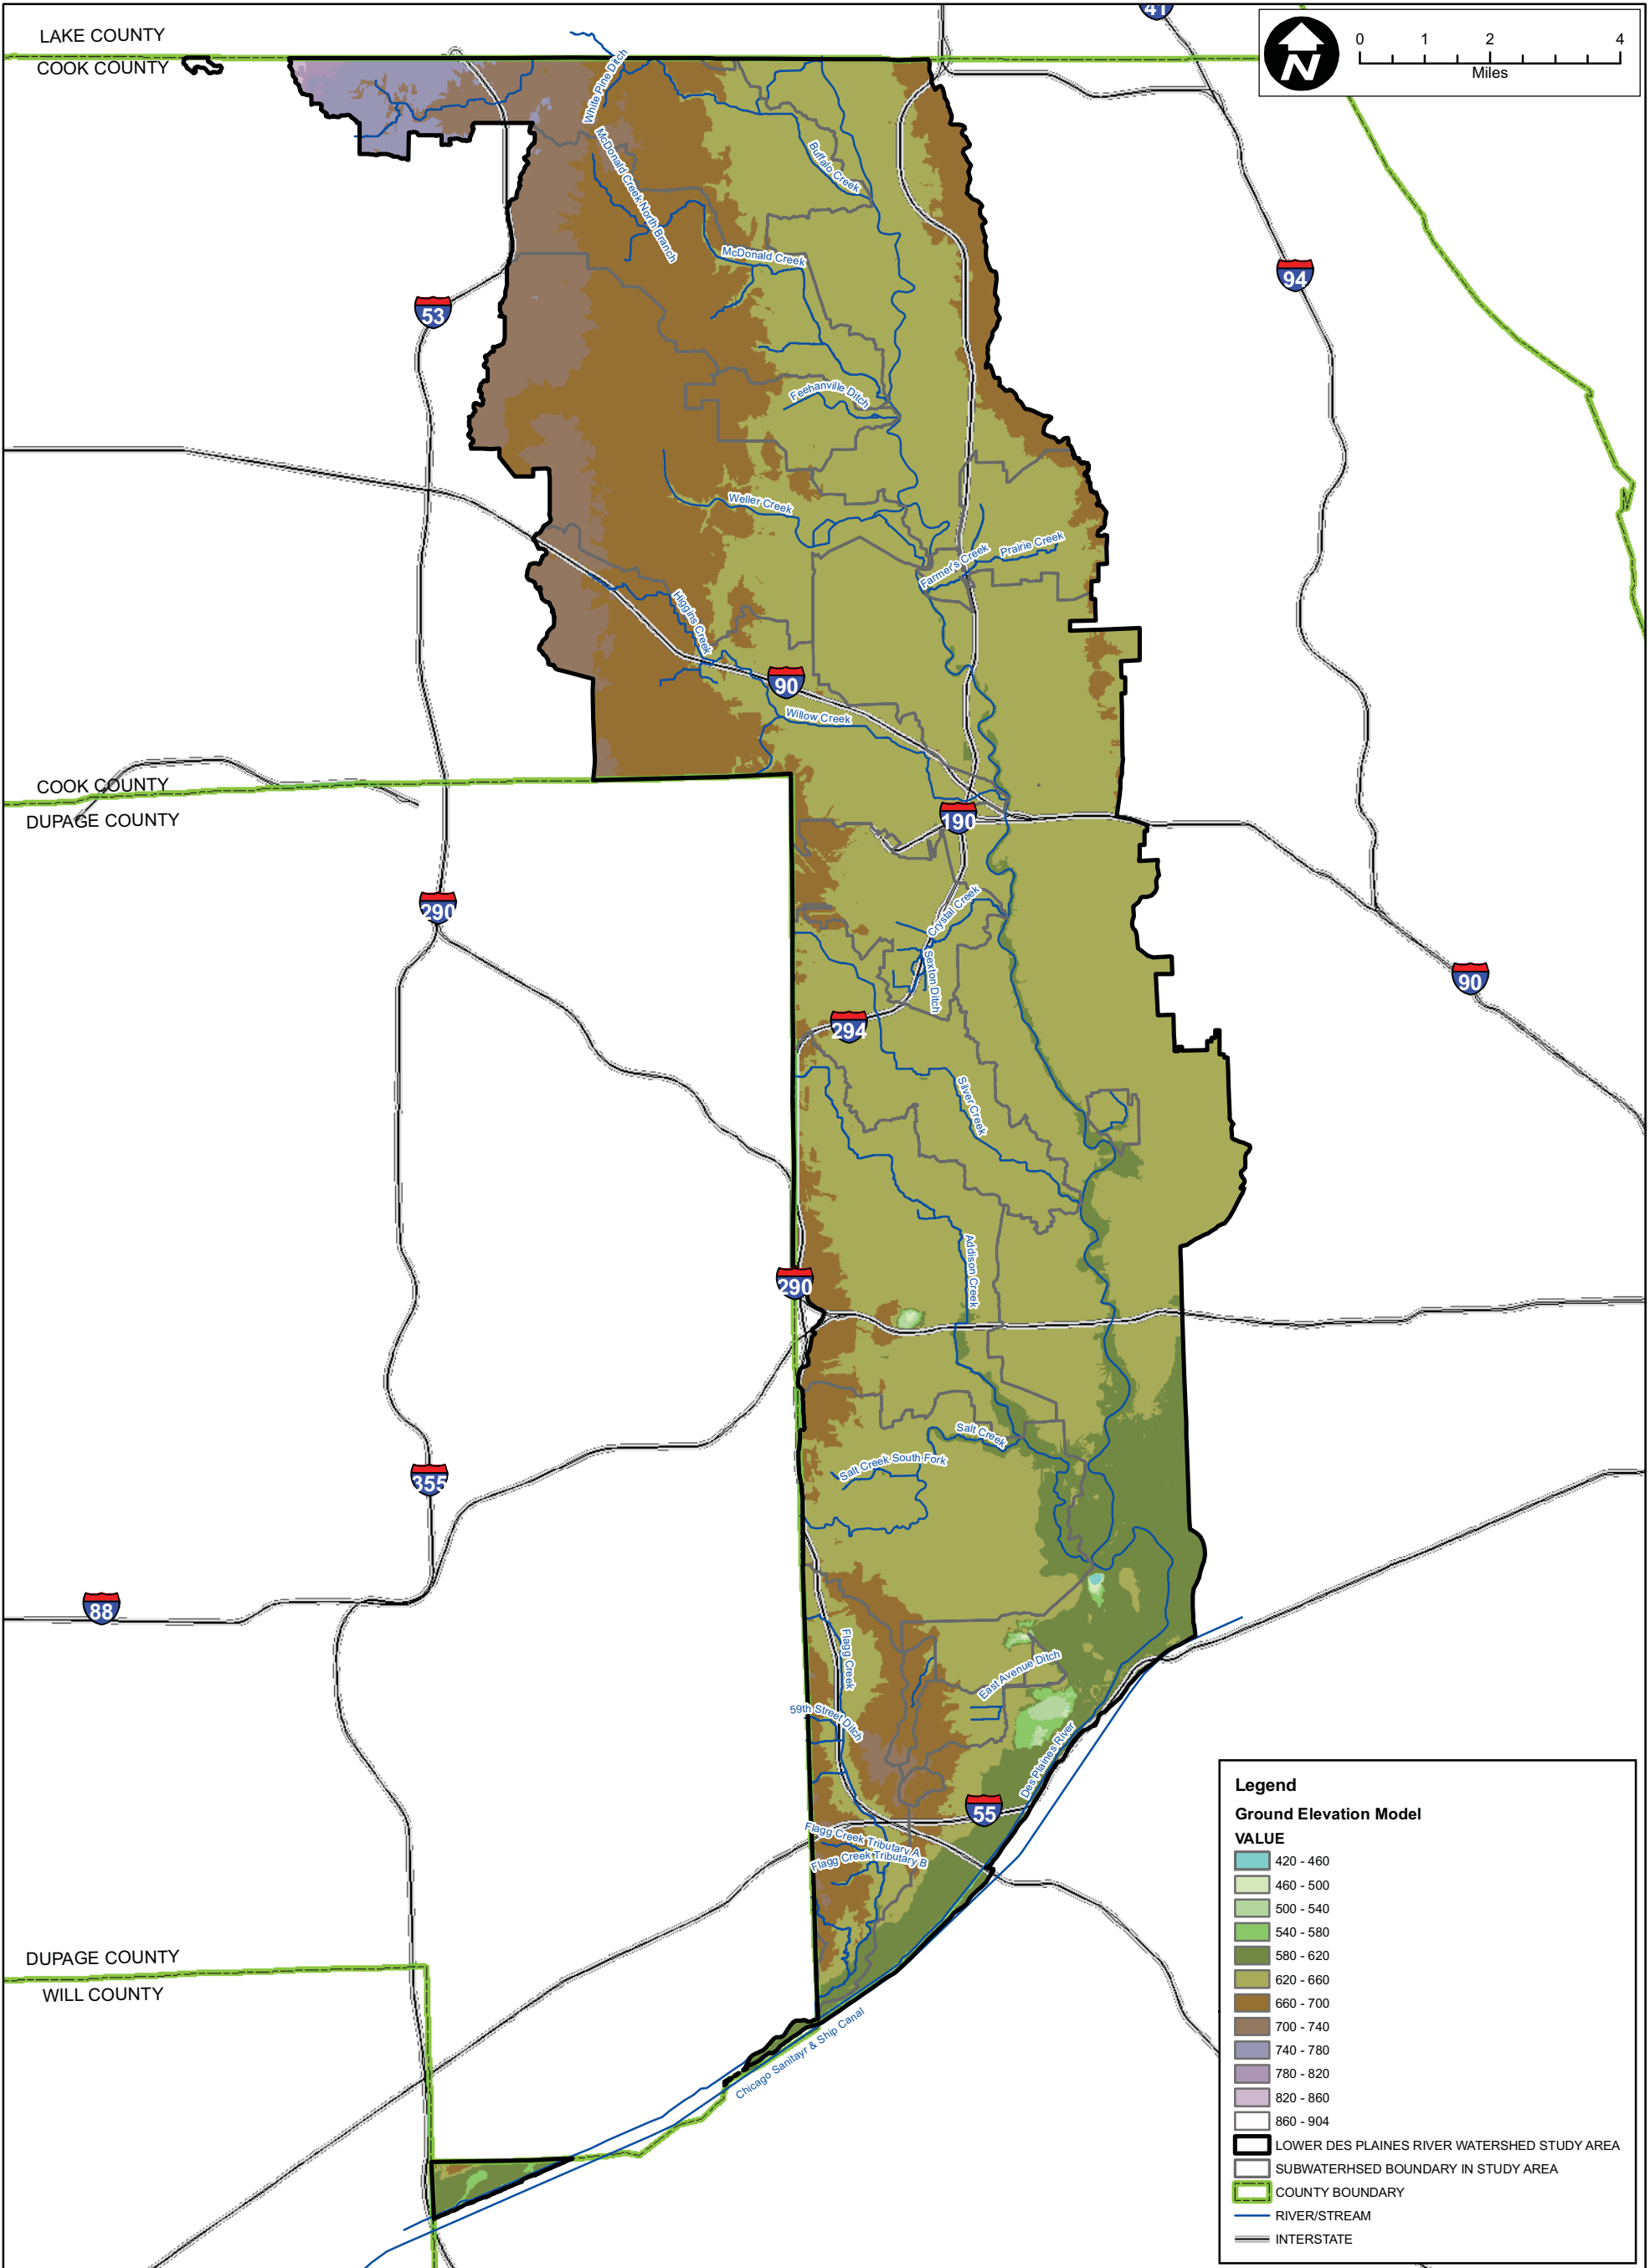 LAKE COUNTY
COOK COUNTY
41
N
0 1 2 4
Miles
White Pine Ditch
McDonald Creek North Branch
Buffalo Creek
McDonald Creek
94
53
Feehanville Ditch
Weller Creek
Farmer's Creek
Prairie Creek
Higgins Creek
90
Willow Creek
COOK COUNTY
DUPAGE COUNTY
190
290
Crystal Creek
Sexton Ditch
90
294
Silver Creek
Addison Creek
290
Salt Creek
Salt Creek South Fork
355
88
Flagg Creek
East Avenue Ditch
59th Street Ditch
Des Plaines River
55
Flagg Creek Tributary A
Flagg Creek Tributary B
DUPAGE COUNTY
WILL COUNTY
Chicago Sanitayr & Ship Canal
Legend
Ground Elevation Model
VALUE
420 - 460
460 - 500
500 - 540
540 - 580
580 - 620
620 - 660
660 - 700
700 - 740
740 - 780
780 - 820
820 - 860
860 - 904
LOWER DES PLAINES RIVER WATERSHED STUDY AREA
SUBWATERHSED BOUNDARY IN STUDY AREA
COUNTY BOUNDARY
RIVER/STREAM
INTERSTATE